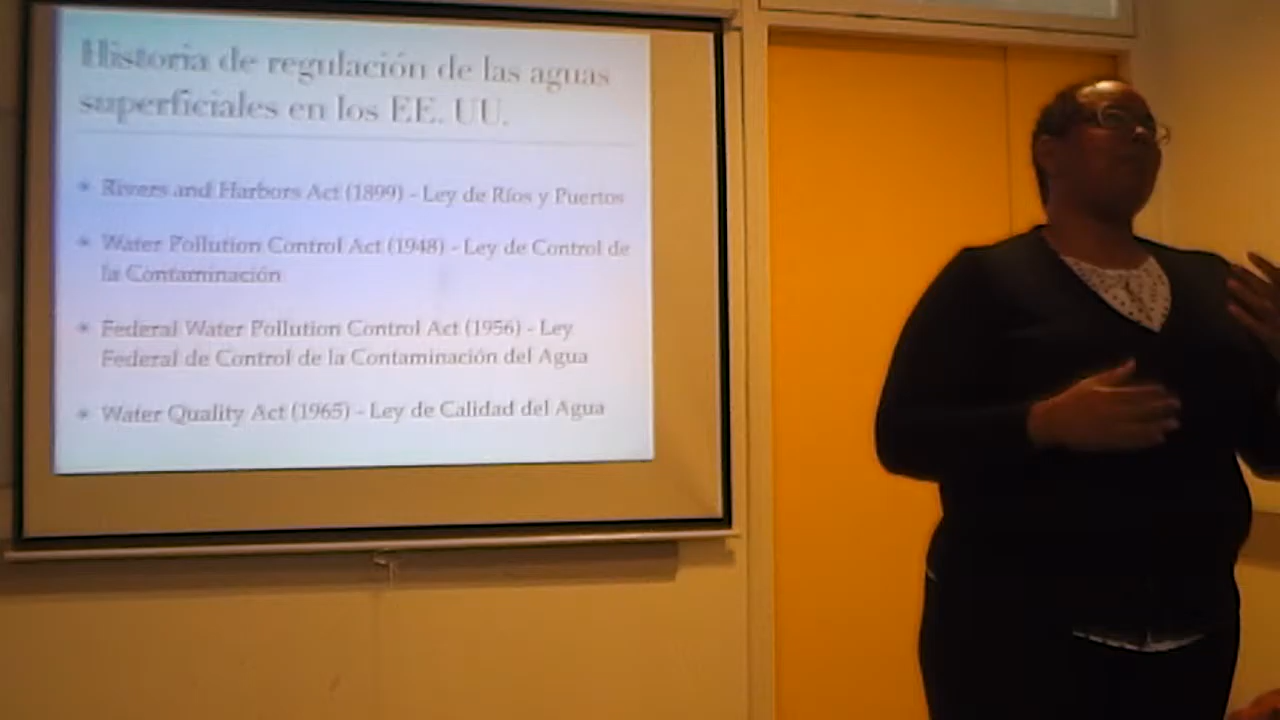 Historia de regulación de las aguas
superficiales en los EE. UU.
* Rivers and Harbors Act (1899) - Ley de Ríos y Puertos
* Water Pollution Control Act (1948) - Ley de Control de
la Contaminación
* Federal Water Pollution Control Act (1956) - Ley
Federal de Control de la Contaminación del Agua
* Water Quality Act (1965) - Ley de Calidad del Agua